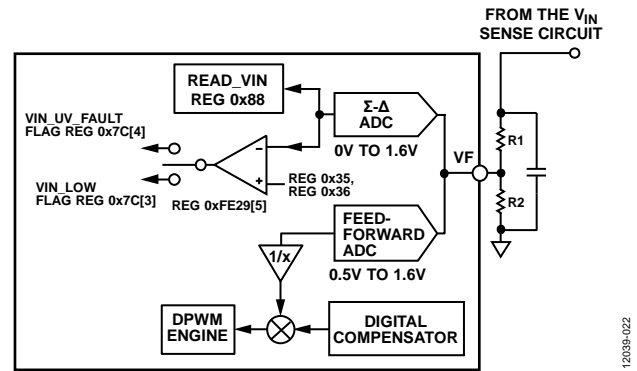 FROM THE VIN
SENSE CIRCUIT
READ_VIN
REG 0x88
Σ-Δ
ADC
0V TO 1.6V
VIN_UV_FAULT
FLAG REG 0x7C[4]
VIN_LOW
FLAG REG 0x7C[3]
–
+
REG 0x35,
REG 0x36
REG 0xFE29[5]
VF
R1
R2
FEED-
FORWARD
ADC
0.5V TO 1.6V
1/x
DPWM
ENGINE
DIGITAL
COMPENSATOR
12039-022